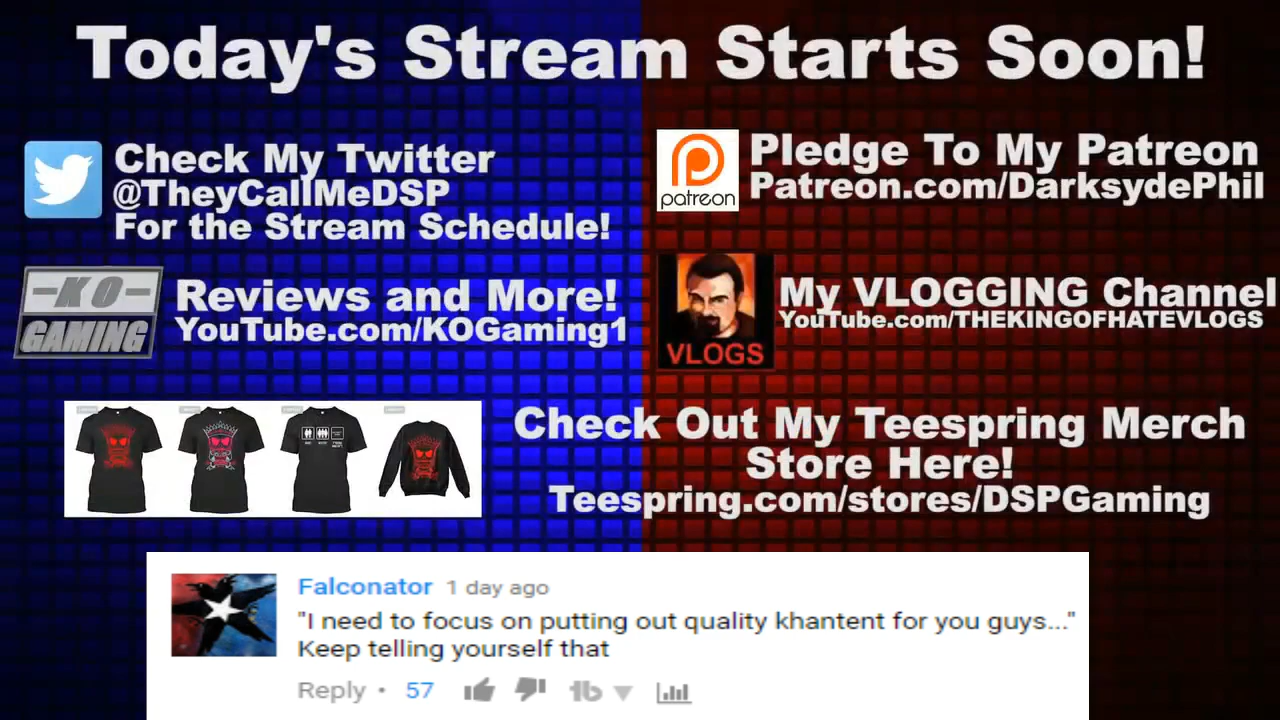 Today's Stream Starts Soon!
Check My Twitter
@TheyCallMeDSP
For the Stream Schedule!
patreon
Pledge To My Patreon
Patreon.com/DarksydePhil
-KO-
GAMING
Reviews and More!
YouTube.com/KOGaming1
VLOGS
My VLOGGING Channel
YouTube.com/THEKINGOFHATEVLOGS
Check Out My Teespring Merch
Store Here!
Teespring.com/stores/DSPGaming
Falconator 1 day ago
"I need to focus on putting out quality khantent for you guys..."
Keep telling yourself that
Reply • 57